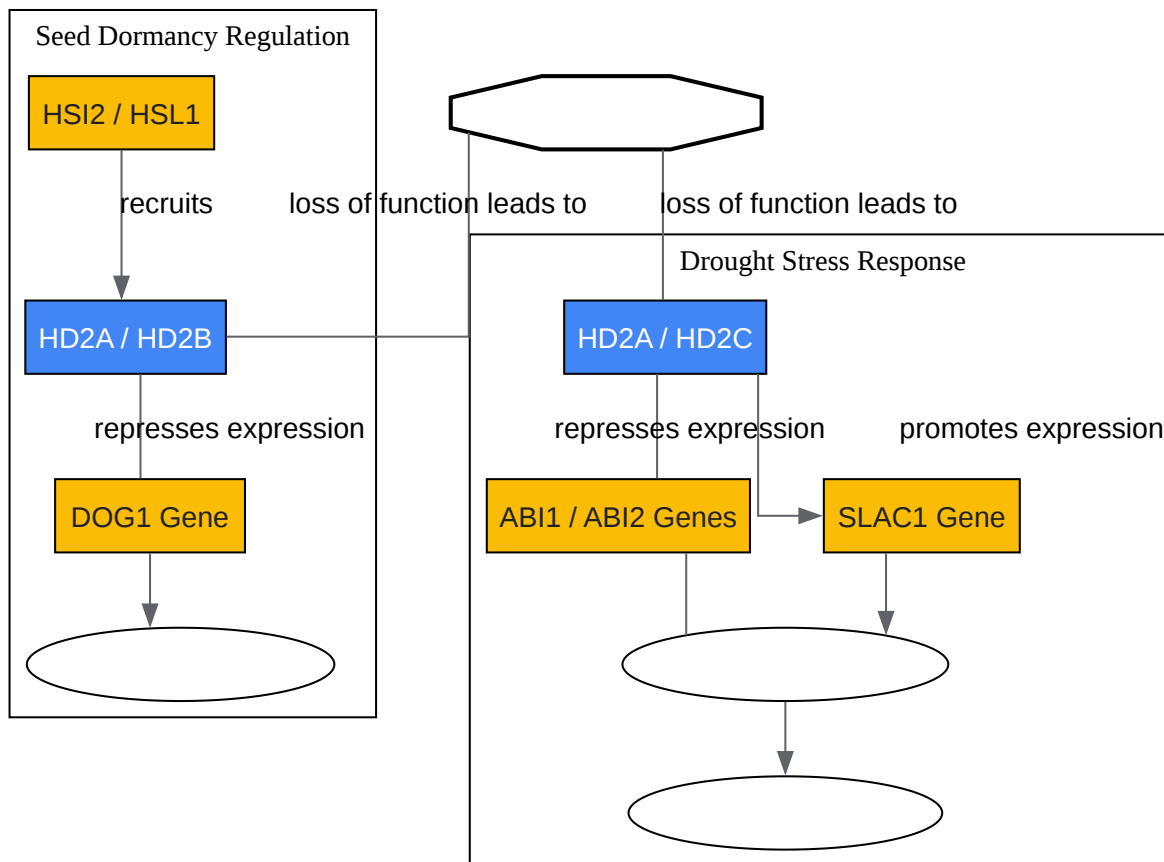 Seed Dormancy Regulation
HSI2 / HSL1
recruits
loss of function leads to
loss of function leads to
Drought Stress Response
HD2A / HD2B
HD2A / HD2C
represses expression
represses expression
promotes expression
DOG1 Gene
ABI1 / ABI2 Genes
SLAC1 Gene